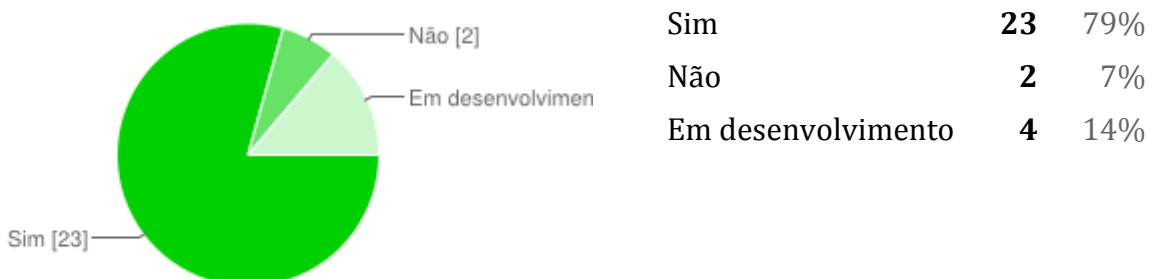 Não [2]
Em desenvolvimen
Sim [23]
Sim 23 79%
Não 2 7%
Em desenvolvimento 4 14%